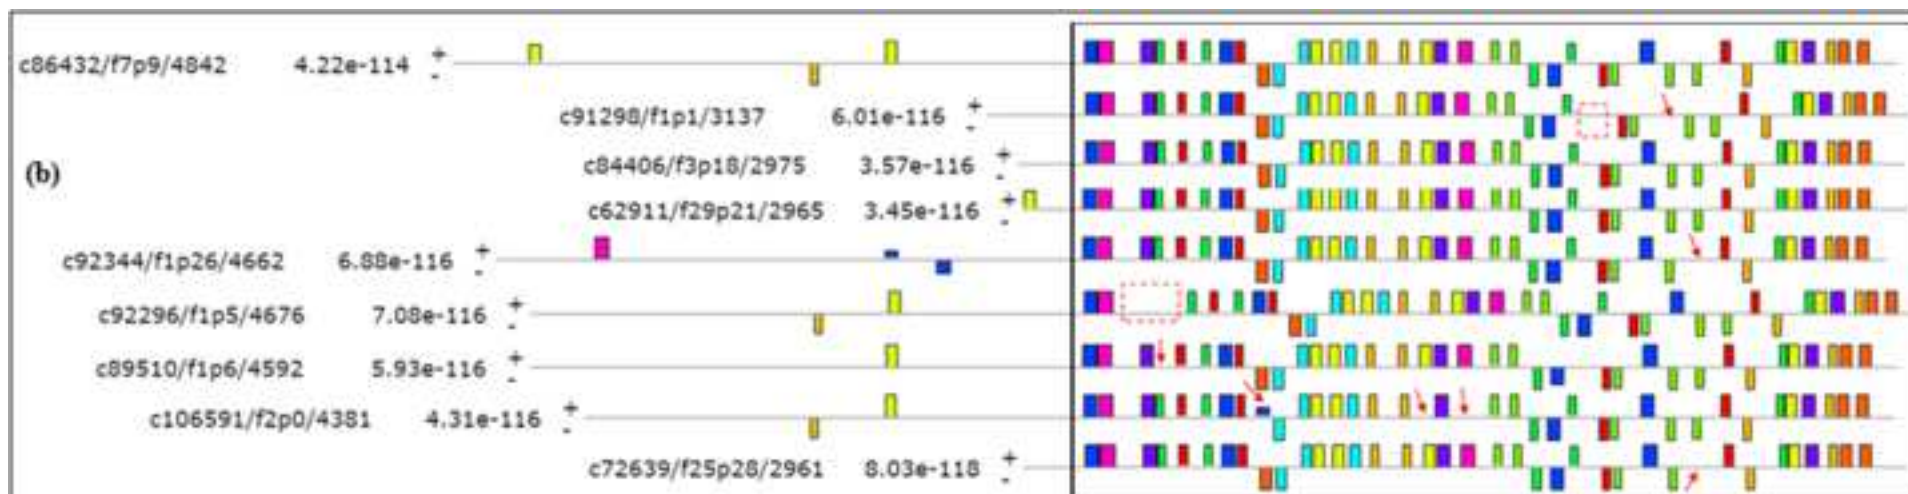 c86432/f7p9/4842 4.22e-114 + -
c91298/f1p1/3137 6.01e-116 + -
c84406/f3p18/2975 3.57e-116 + -
(b)
c62911/f29p21/2965 3.45e-116 + -
c92344/f1p26/4662 6.88e-116 + -
c92296/f1p5/4676 7.08e-116 + -
c89510/f1p6/4592 5.93e-116 + -
c106591/f2p0/4381 4.31e-116 + -
c72639/f25p28/2961 8.03e-118 + -